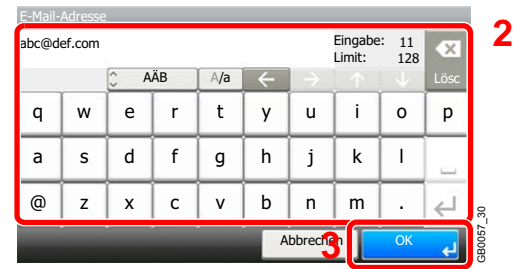 E-Mail-Adresse
abc@def.com
Eingabe: 11
Limit: 128
2
AÄB A/a Lösc
q w e r t y u i o p
a s d f g h j k l
@ z x c v b n m .
Abbrechen
3
OK
GB0057_30